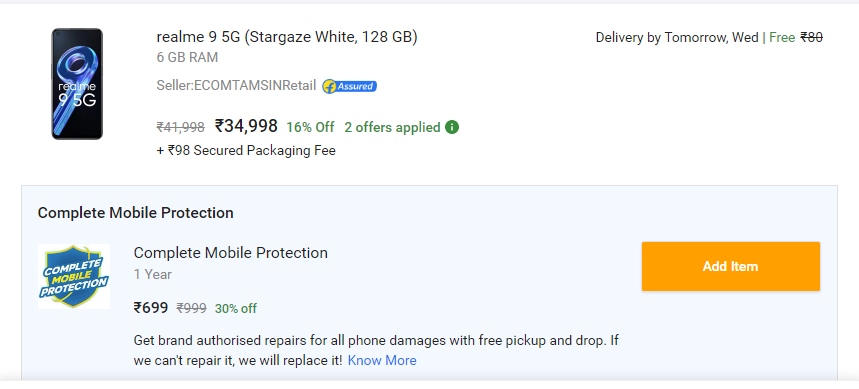 realme 9 5G (Stargaze White, 128 GB)
Delivery by Tomorrow, Wed | Free ₹80
6 GB RAM
Seller:ECOMTAMSINRetail f Assured
₹41,998 ₹34,998 16% Off 2 offers applied i
+ ₹98 Secured Packaging Fee
realme
9 5G
Complete Mobile Protection
COMPLETE
MOBILE
PROTECTION
Complete Mobile Protection
1 Year
₹699 ₹999 30% off
Get brand authorised repairs for all phone damages with free pickup and drop. If
we can't repair it, we will replace it! Know More
Add Item